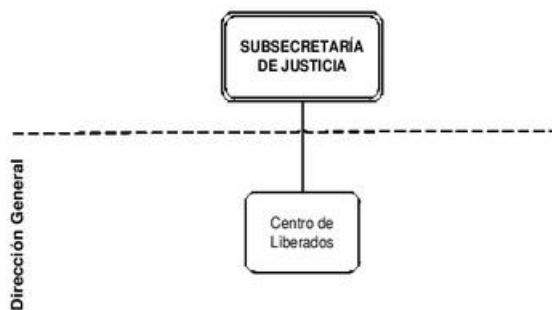 SUBSECRETARÍA
DE JUSTICIA
Dirección General
Centro de
Liberados